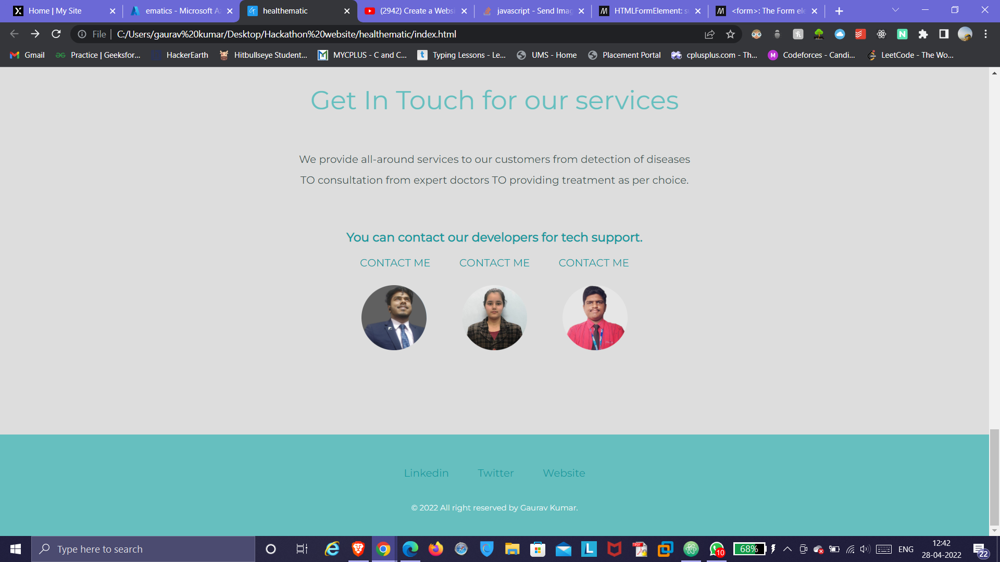 Home | My Site
ematics - Microsoft Az
healthematic
(2942) Create a Websi
javascript - Send Imag
HTMLFormElement: su
<form>: The Form ele
File
C:/Users/gaurav%20kumar/Desktop/Hackathon%20website/healthematic/index.html
Gmail
Practice | Geeksfor...
HackerEarth
Hitbullseye Student...
MYCPLUS - C and C...
Typing Lessons - Le...
UMS - Home
Placement Portal
cplusplus.com - Th...
Codeforces - Candi...
LeetCode - The Wo...
Get In Touch for our services
We provide all-around services to our customers from detection of diseases
TO consultation from expert doctors TO providing treatment as per choice.
You can contact our developers for tech support.
CONTACT ME CONTACT ME CONTACT ME
Linkedin Twitter Website
© 2022 All right reserved by Gaurav Kumar.
Type here to search
10
68%
ENG
12:42
28-04-2022
22